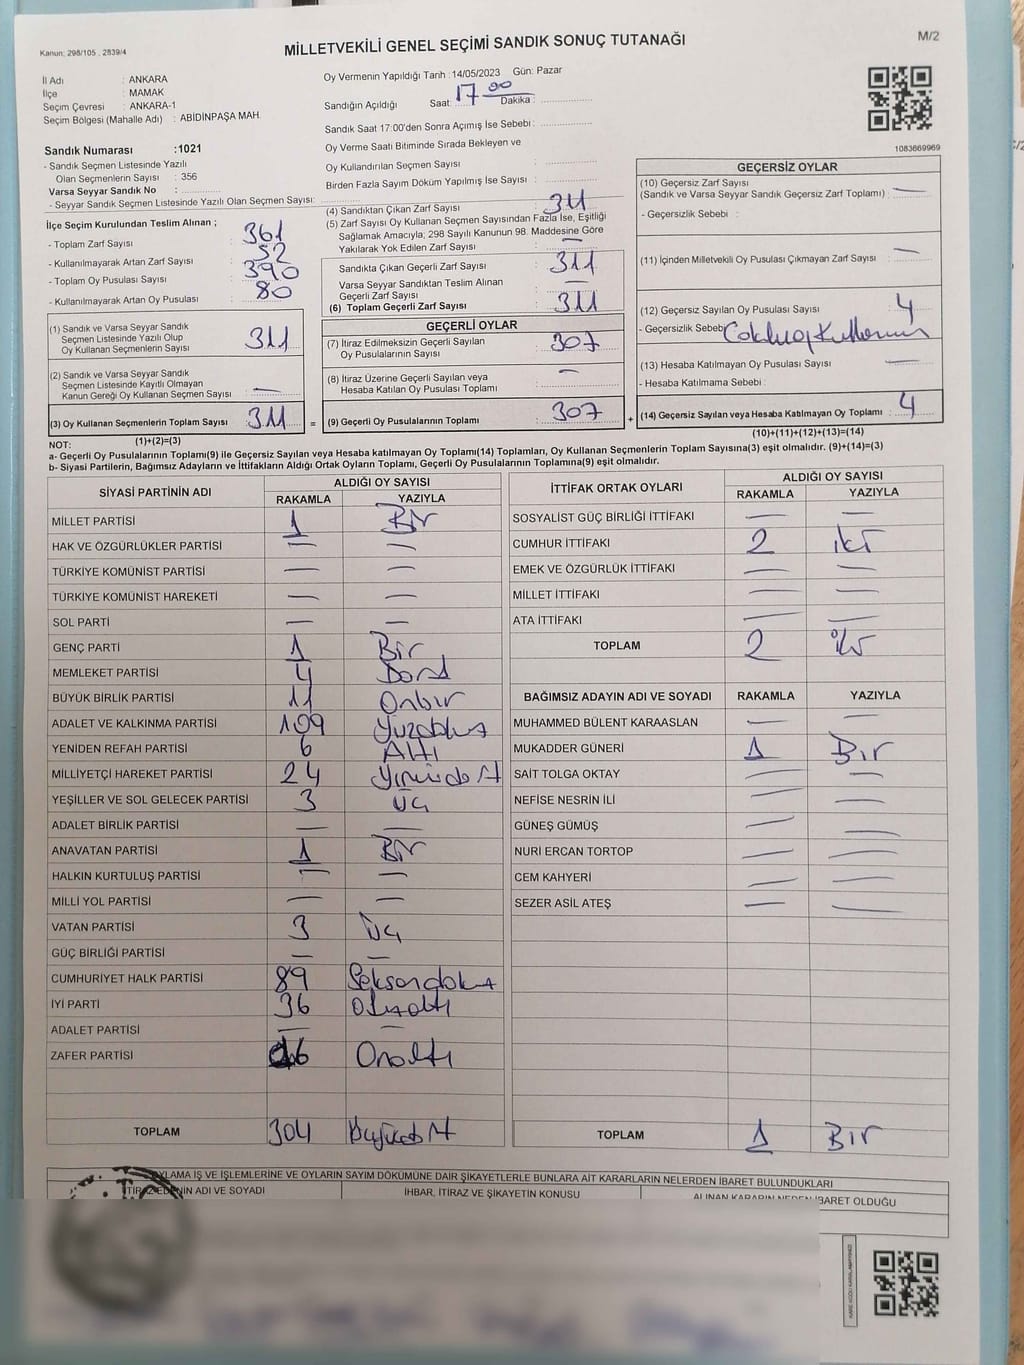 Kanun: 298/105 , 2839/4
MİLLETVEKİLİ GENEL SEÇİMİ SANDIK SONUÇ TUTANAĞI
M/2
İl Adı : ANKARA
İlçe : MAMAK
Seçim Çevresi : ANKARA-1
Seçim Bölgesi (Mahalle Adı) : ABİDİNPAŞA MAH.
Sandık Numarası :1021
- Sandık Seçmen Listesinde Yazılı
Olan Seçmenlerin Sayısı : 356
Varsa Seyyar Sandık No :
- Seyyar Sandık Seçmen Listesinde Yazılı Olan Seçmen Sayısı:
Oy Vermenin Yapıldığı Tarih :14/05/2023 Gün: Pazar
Sandığın Açıldığı Saat: 17 00 Dakika :
Sandık Saat 17:00'den Sonra Açımış İse Sebebi:
Oy Verme Saati Bitiminde Sırada Bekleyen ve
Oy Kullandırılan Seçmen Sayısı :
Birden Fazla Sayım Döküm Yapılmış İse Sayısı :
1083669969
İlçe Seçim Kurulundan Teslim Alınan ;
- Toplam Zarf Sayısı : 361
- Kullanılmayarak Artan Zarf Sayısı : 52
- Toplam Oy Pusulası Sayısı : 390
- Kullanılmayarak Artan Oy Pusulası : 80
(4) Sandıktan Çıkan Zarf Sayısı : 311
(5) Zarf Sayısı Oy Kullanan Seçmen Sayısından Fazla İse, Eşitliği
Sağlamak Amacıyla; 298 Sayılı Kanunun 98. Maddesine Göre
Yakılarak Yok Edilen Zarf Sayısı : —
Sandıkta Çıkan Geçerli Zarf Sayısı : 311
Varsa Seyyar Sandıktan Teslim Alınan
Geçerli Zarf Sayısı : —
(6) Toplam Geçerli Zarf Sayısı : 311
GEÇERSİZ OYLAR
(10) Geçersiz Zarf Sayısı
(Sandık ve Varsa Seyyar Sandık Geçersiz Zarf Toplamı) : —
- Geçersizlik Sebebi :
(11) İçinden Milletvekili Oy Pusulası Çıkmayan Zarf Sayısı : —
(12) Geçersiz Sayılan Oy Pusulası Sayısı : 4
- Geçersizlik Sebebi
(13) Hesaba Katılmayan Oy Pusulası Sayısı : —
- Hesaba Katılmama Sebebi :
(14) Geçersiz Sayılan veya Hesaba Katılmayan Oy Toplamı : 4
(10)+(11)+(12)+(13)=(14)
(1) Sandık ve Varsa Seyyar Sandık
Seçmen Listesinde Yazılı Olup
Oy Kullanan Seçmenlerin Sayısı : 311
(2) Sandık ve Varsa Seyyar Sandık
Seçmen Listesinde Kayıtlı Olmayan
Kanun Gereği Oy Kullanan Seçmen Sayısı : —
(3) Oy Kullanan Seçmenlerin Toplam Sayısı : 311 =
(1)+(2)=(3)
GEÇERLİ OYLAR
(7) İtiraz Edilmeksizin Geçerli Sayılan
Oy Pusulalarının Sayısı : 307
(8) İtiraz Üzerine Geçerli Sayılan veya
Hesaba Katılan Oy Pusulası Toplamı : —
(9) Geçerli Oy Pusulalarının Toplamı : 307 +
NOT:
a- Geçerli Oy Pusulalarının Toplamı(9) ile Geçersiz Sayılan veya Hesaba katılmayan Oy Toplamı(14) Toplamları, Oy Kullanan Seçmenlerin Toplam Sayısına(3) eşit olmalıdır. (9)+(14)=(3)
b- Siyasi Partilerin, Bağımsız Adayların ve İttifakların Aldığı Ortak Oyların Toplamı, Geçerli Oy Pusulalarının Toplamına(9) eşit olmalıdır.
SİYASİ PARTİNİN ADI ALDIĞI OY SAYISI
RAKAMLA YAZIYLA
MİLLET PARTİSİ 1 Bir
HAK VE ÖZGÜRLÜKLER PARTİSİ — —
TÜRKİYE KOMÜNİST PARTİSİ — —
TÜRKİYE KOMÜNİST HAREKETİ — —
SOL PARTİ — —
GENÇ PARTİ 1 Bir
MEMLEKET PARTİSİ 4 Dört
BÜYÜK BİRLİK PARTİSİ 11 Onbir
ADALET VE KALKINMA PARTİSİ 109 Yüzdokuz
YENİDEN REFAH PARTİSİ 6 Altı
MİLLİYETÇİ HAREKET PARTİSİ 24 Yirmidört
YEŞİLLER VE SOL GELECEK PARTİSİ 3 Üç
ADALET BİRLİK PARTİSİ — —
ANAVATAN PARTİSİ 1 Bir
HALKIN KURTULUŞ PARTİSİ — —
MİLLİ YOL PARTİSİ — —
VATAN PARTİSİ 3 Üç
GÜÇ BİRLİĞİ PARTİSİ — —
CUMHURİYET HALK PARTİSİ 89 Seksendokuz
İYİ PARTİ 36 Otuzaltı
ADALET PARTİSİ — —
ZAFER PARTİSİ 16 Onaltı
TOPLAM 304 Üçyüzdört
İTTİFAK ORTAK OYLARI ALDIĞI OY SAYISI
RAKAMLA YAZIYLA
SOSYALİST GÜÇ BİRLİĞİ İTTİFAKI — —
CUMHUR İTTİFAKI 2 iki
EMEK VE ÖZGÜRLÜK İTTİFAKI — —
MİLLET İTTİFAKI — —
ATA İTTİFAKI — —
TOPLAM 2 iki
BAĞIMSIZ ADAYIN ADI VE SOYADI RAKAMLA YAZIYLA
MUHAMMED BÜLENT KARAASLAN — —
MUKADDER GÜNERİ 1 Bir
SAİT TOLGA OKTAY — —
NEFİSE NESRİN İLİ — —
GÜNEŞ GÜMÜŞ — —
NURİ ERCAN TORTOP — —
CEM KAHYERİ — —
SEZER ASİL ATEŞ — —
TOPLAM 1 Bir
OYLAMA İŞ VE İŞLEMLERİNE VE OYLARIN SAYIM DÖKÜMÜNE DAİR ŞİKAYETLERLE BUNLARA AİT KARARLARIN NELERDEN İBARET BULUNDUKLARI
İTİRAZ EDENİN ADI VE SOYADI İHBAR, İTİRAZ VE ŞİKAYETİN KONUSU ALINAN KARARIN NEDEN İBARET OLDUĞU